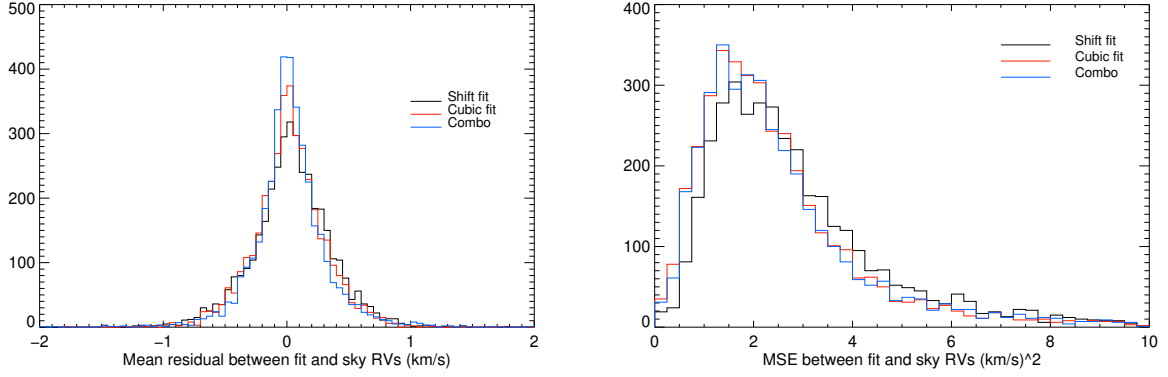 500
400
300
200
100
0
−2
−1
0
1
2
Mean residual between fit and sky RVs (km/s)
Shift fit
Cubic fit
Combo
400
300
200
100
0
0
2
4
6
8
10
MSE between fit and sky RVs (km/s)^2
Shift fit
Cubic fit
Combo